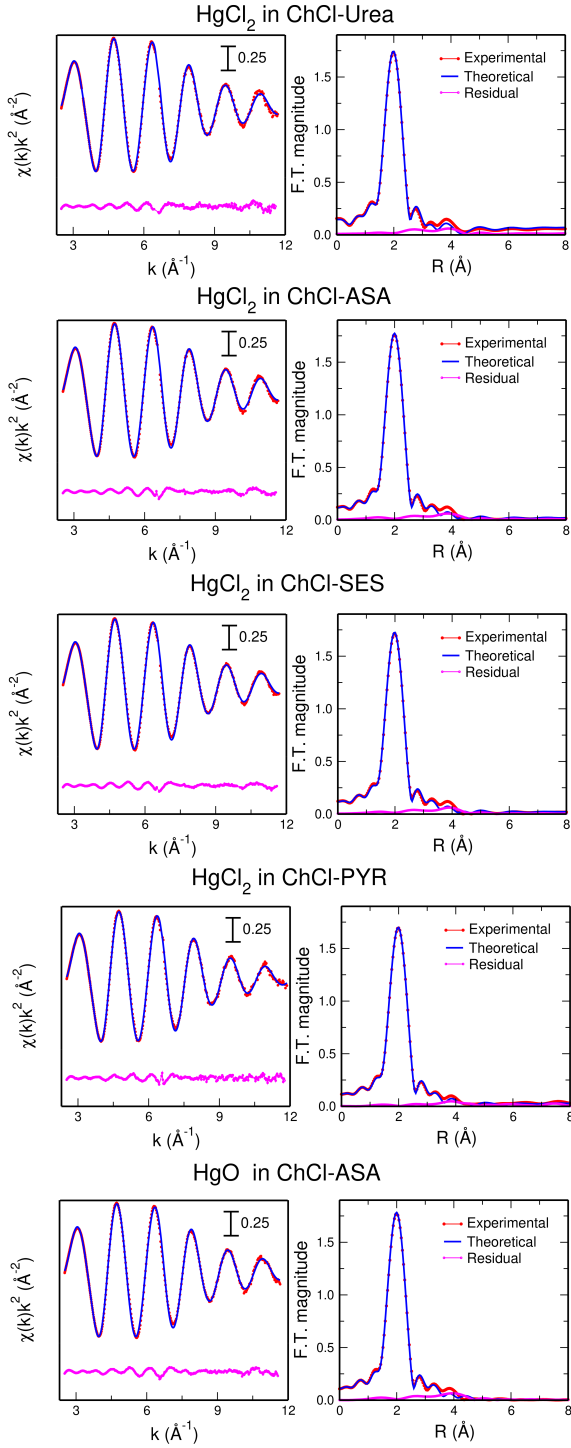 HgCl2 in ChCl-Urea
χ(k)k2 (Å-2)
0.25
3 6 9 12
k (Å-1)
F.T. magnitude
1.5
1.0
0.5
0.0
Experimental
Theoretical
Residual
0 2 4 6 8
R (Å)
HgCl2 in ChCl-ASA
χ(k)k2 (Å-2)
0.25
3 6 9 12
k (Å-1)
F.T. magnitude
1.5
1.0
0.5
0.0
Experimental
Theoretical
Residual
0 2 4 6 8
R (Å)
HgCl2 in ChCl-SES
χ(k)k2 (Å-2)
0.25
3 6 9 12
k (Å-1)
F.T. magnitude
1.5
1.0
0.5
0.0
Experimental
Theoretical
Residual
0 2 4 6 8
R (Å)
HgCl2 in ChCl-PYR
χ(k)k2 (Å-2)
0.25
3 6 9 12
k (Å-1)
F.T. magnitude
1.5
1.0
0.5
0.0
Experimental
Theoretical
Residual
0 2 4 6 8
R (Å)
HgO in ChCl-ASA
χ(k)k2 (Å-2)
0.25
3 6 9 12
k (Å-1)
F.T. magnitude
1.5
1.0
0.5
0.0
Experimental
Theoretical
Residual
0 2 4 6 8
R (Å)